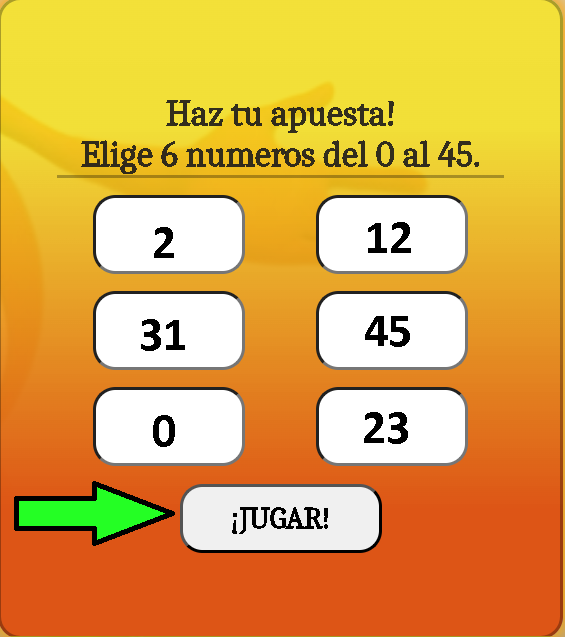 Haz tu apuesta!
Elige 6 numeros del 0 al 45.
2 12
31 45
0 23
¡JUGAR!